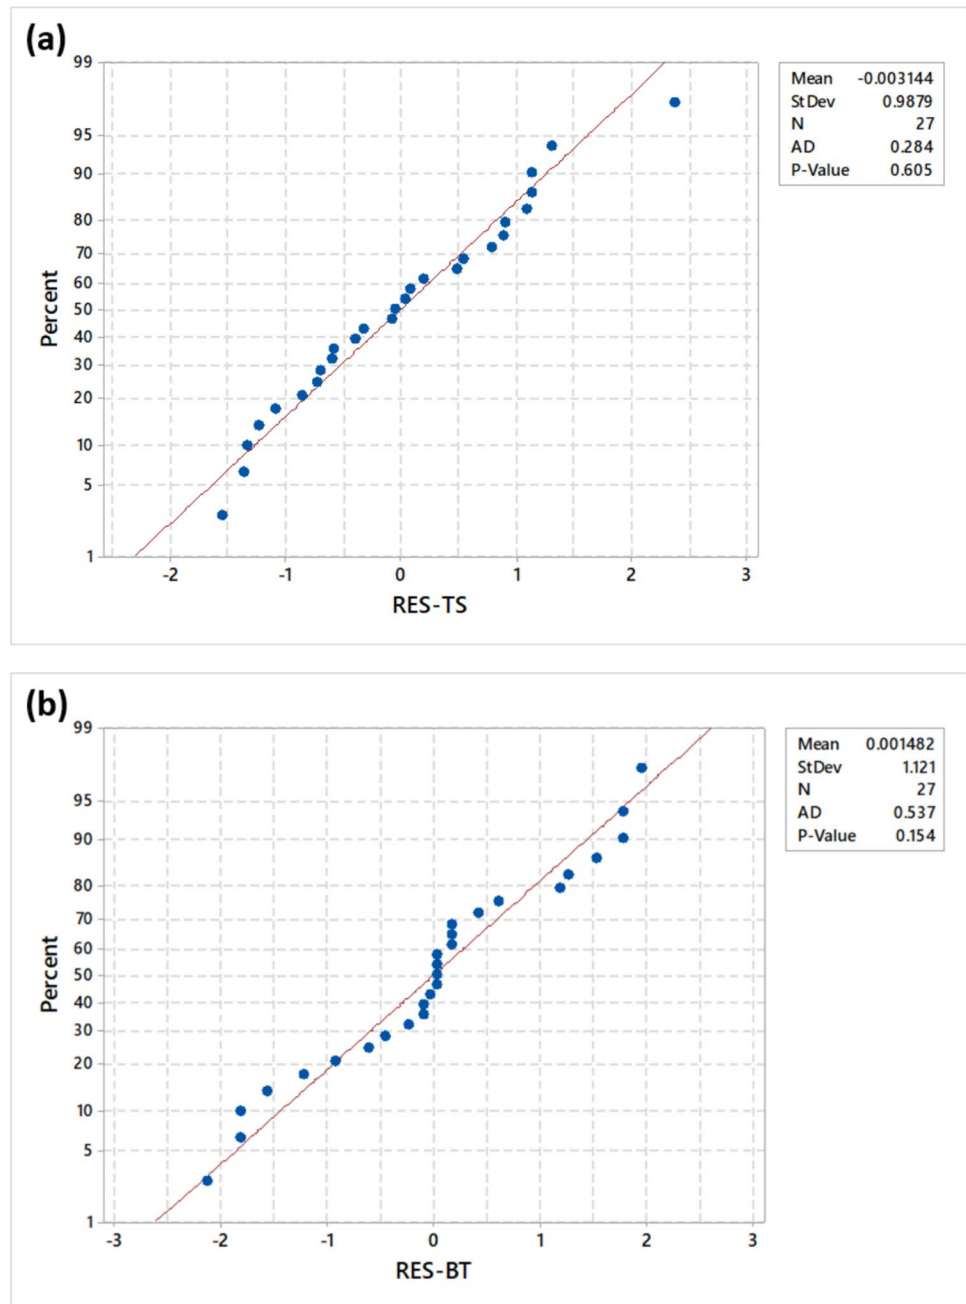 (a)
99
95
90
80
70
60
50
40
30
20
10
5
1
Percent
-2 -1 0 1 2 3
RES-TS
Mean -0.003144
StDev 0.9879
N 27
AD 0.284
P-Value 0.605
(b)
99
95
90
80
70
60
50
40
30
20
10
5
1
Percent
-3 -2 -1 0 1 2 3
RES-BT
Mean 0.001482
StDev 1.121
N 27
AD 0.537
P-Value 0.154